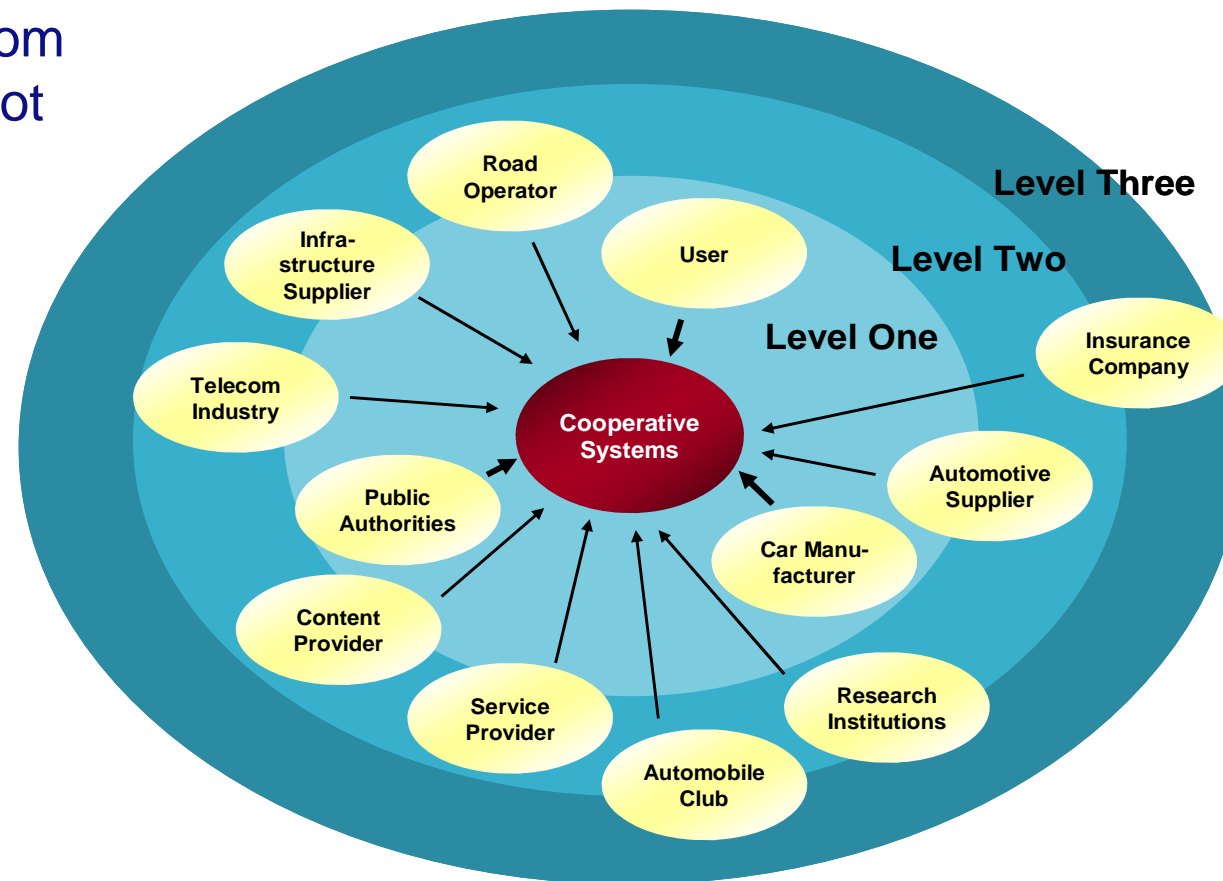 om
ot
Road
Operator
Level Three
Infra-
structure
Supplier
User
Level Two
Level One
Insurance
Company
Telecom
Industry
Cooperative
Systems
Automotive
Supplier
Public
Authorities
Car Manu-
facturer
Content
Provider
Service
Provider
Research
Institutions
Automobile
Club